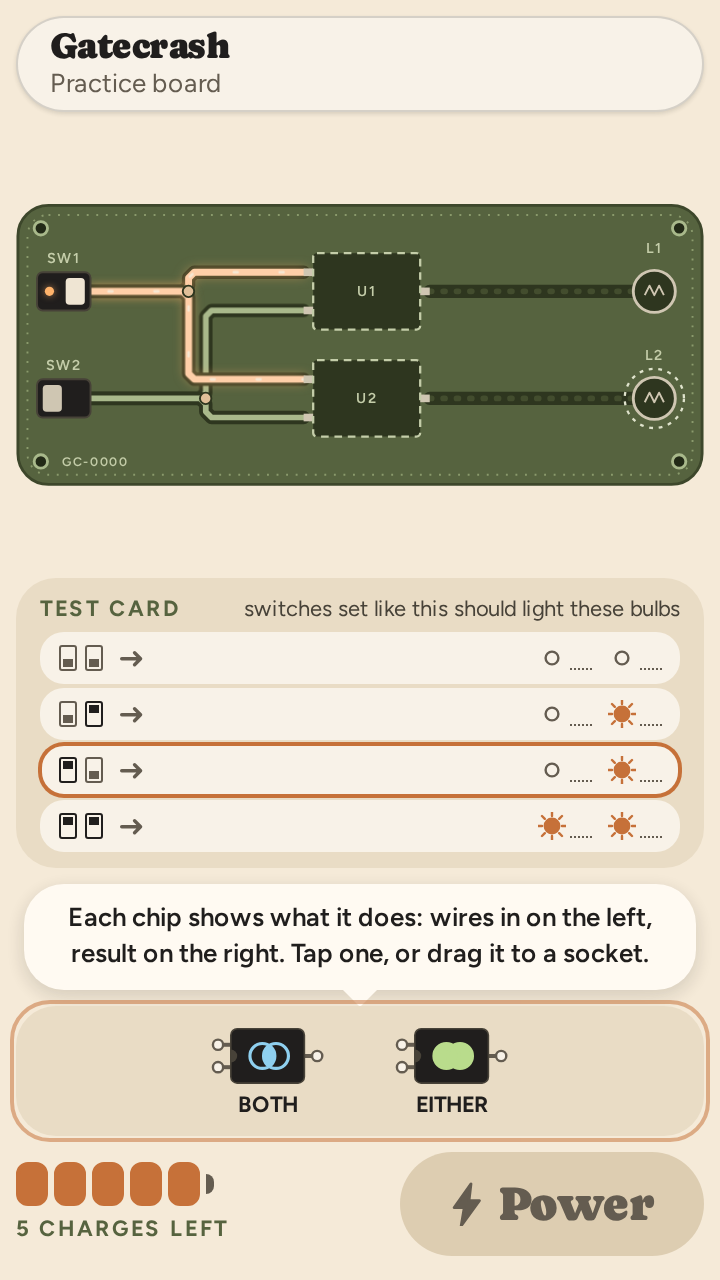 Gatecrash
Practice board
SW1
L1
U1
SW2
L2
U2
GC-0000
TEST CARD
switches set like this should light these bulbs
Each chip shows what it does: wires in on the left,
result on the right. Tap one, or drag it to a socket.
BOTH
EITHER
5 CHARGES LEFT
Power